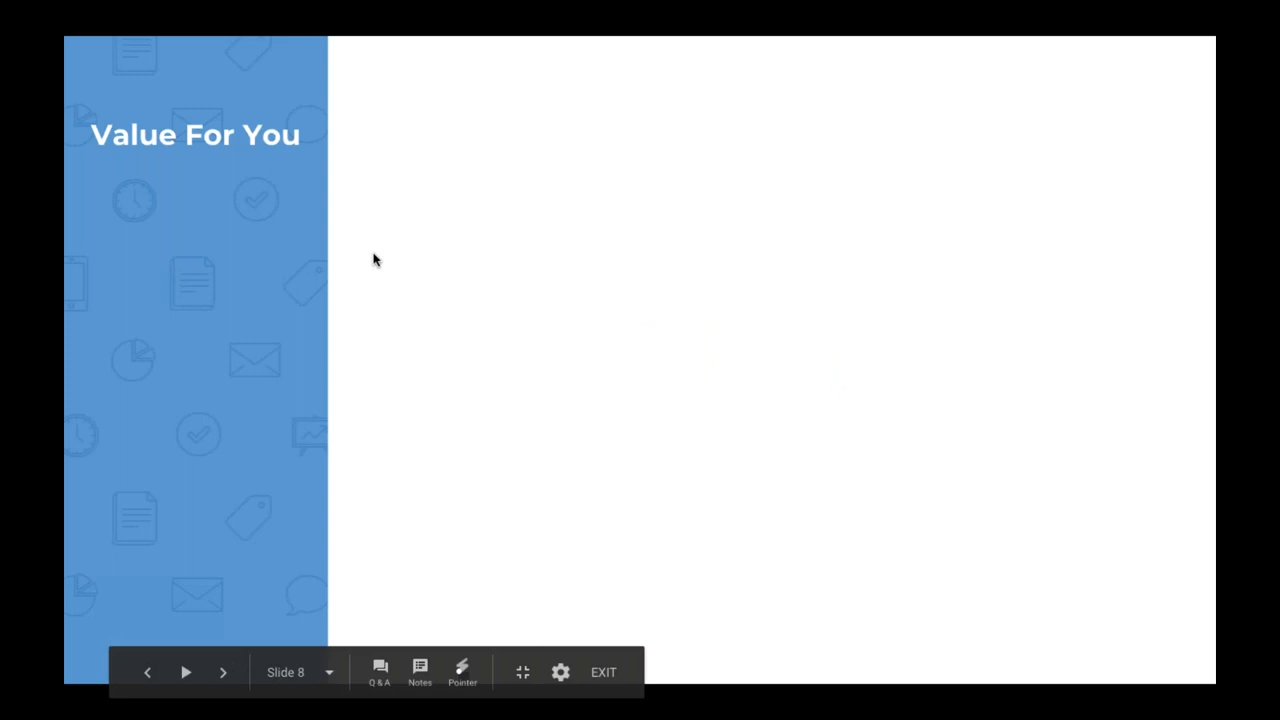 Value For You
Slide 8
Q & A
Notes
Pointer
EXIT